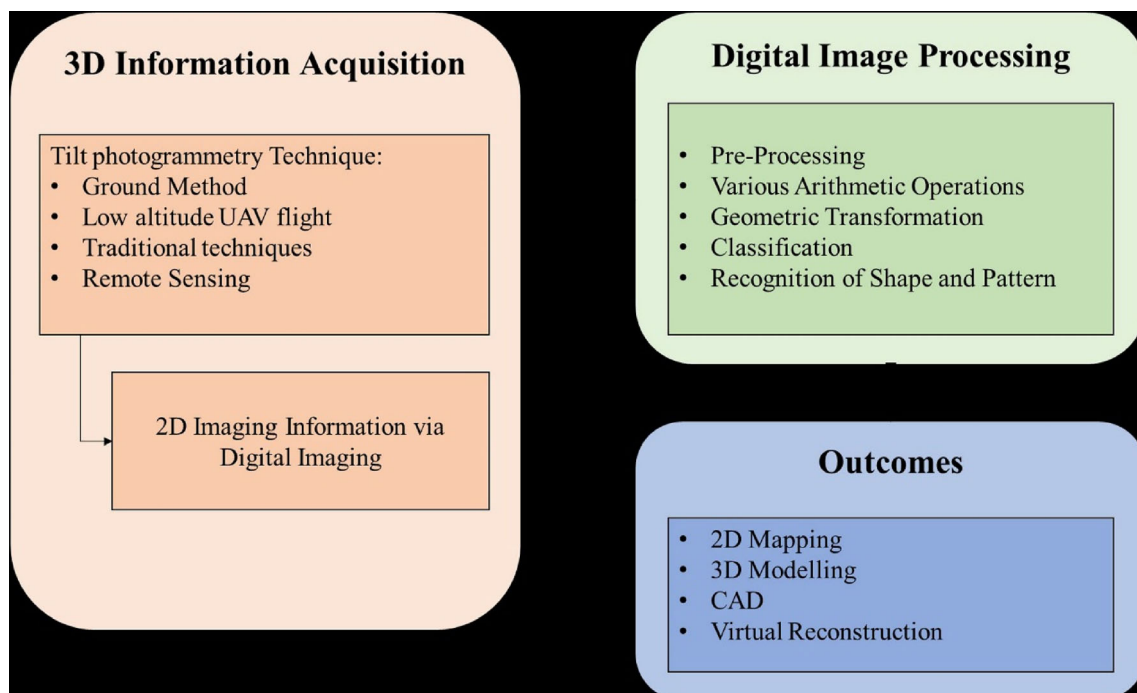 3D Information Acquisition
Tilt photogrammetry Technique:
• Ground Method
• Low altitude UAV flight
• Traditional techniques
• Remote Sensing
2D Imaging Information via
Digital Imaging
Digital Image Processing
• Pre-Processing
• Various Arithmetic Operations
• Geometric Transformation
• Classification
• Recognition of Shape and Pattern
Outcomes
• 2D Mapping
• 3D Modelling
• CAD
• Virtual Reconstruction